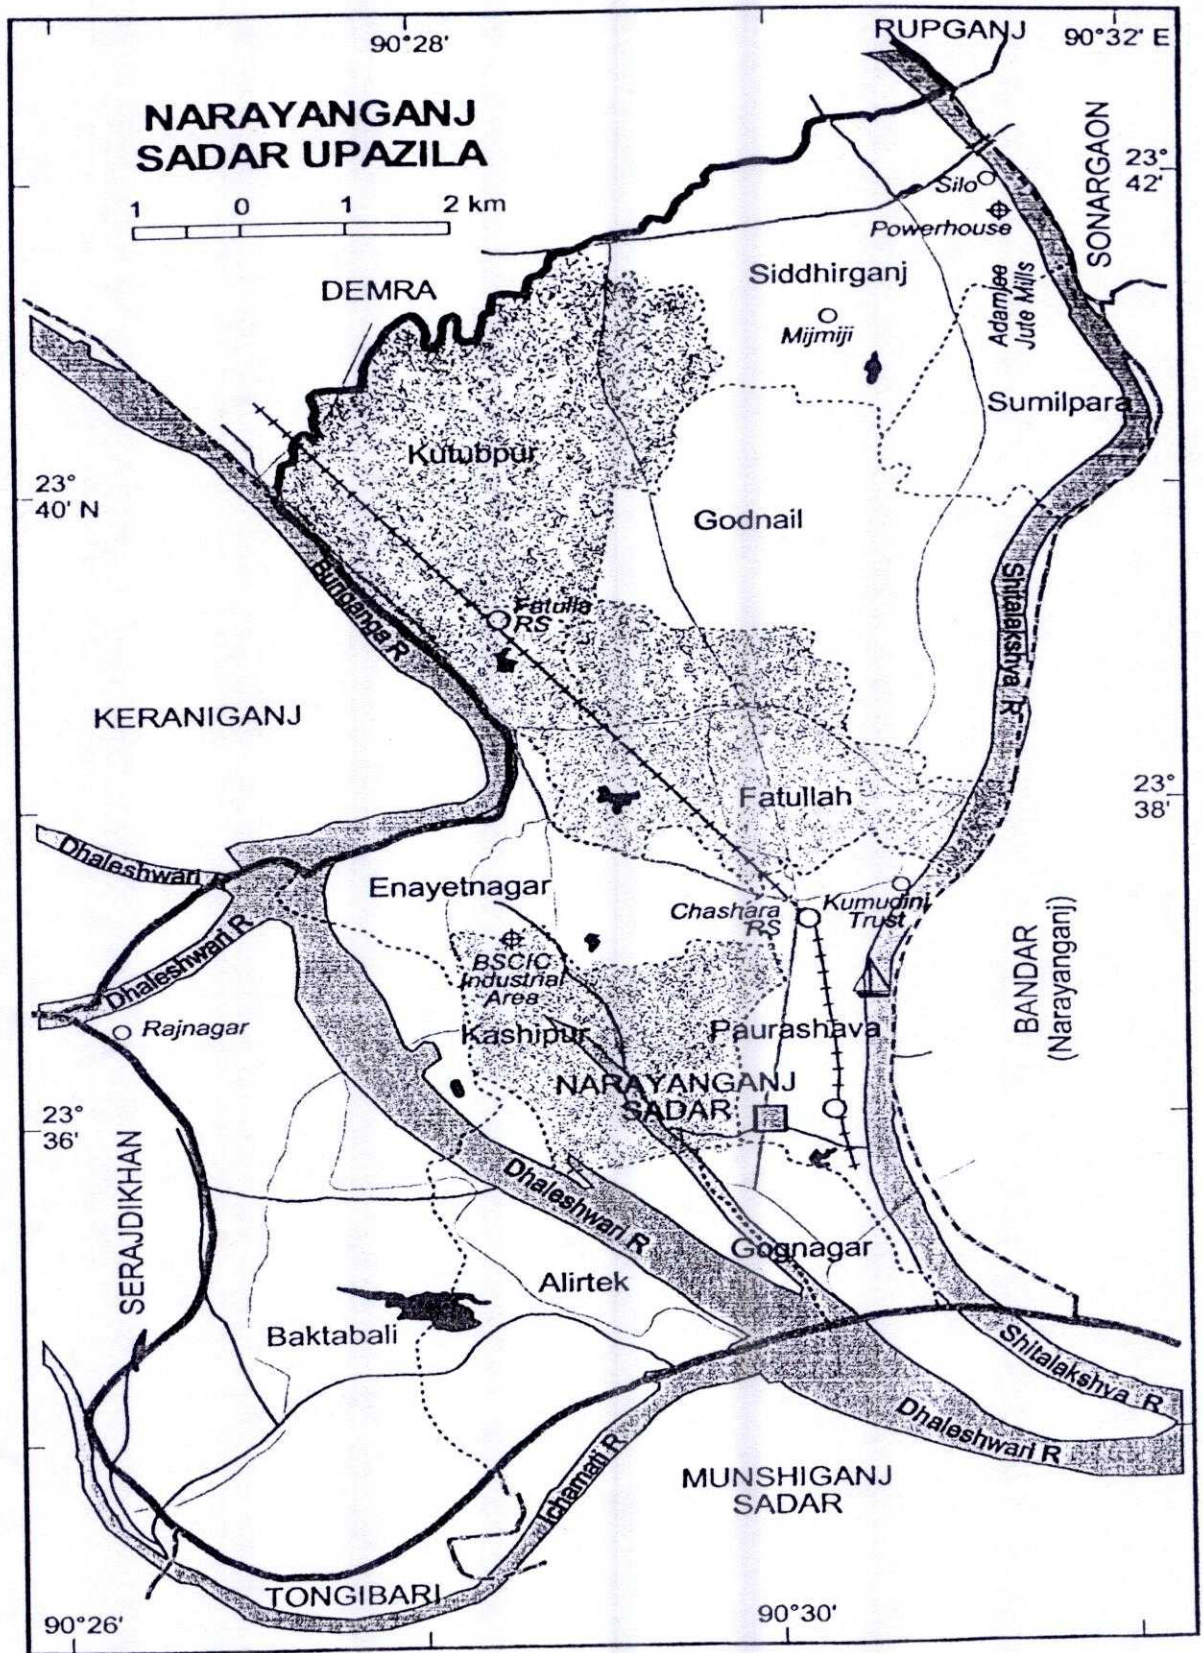 90°28'
RUPGANJ
90°32' E
NARAYANGANJ
SADAR UPAZILA
1 0 1 2 km
SONARGAON
23°
42'
Silo
Powerhouse
DEMRA
Siddhirganj
Mijmiji
Adamjee
Jute Mills
Sumilpara
Kutubpur
23°
40' N
Godnail
Buriganga R
Fatulla
RS
Shitalakshya R
KERANIGANJ
23°
38'
Fatullah
Dhaleshwari R
Enayetnagar
Chashara
RS
Kumudini
Trust
Dhaleshwari R
BSCIC
Industrial
Area
BANDAR
(Narayanganj)
Rajnagar
Kashipur
Paurashava
NARAYANGANJ
SADAR
23°
36'
SERAJDIKHAN
Dhaleshwari R
Gognagar
Alirtek
Baktabali
Shitalakshya R
Dhaleshwari R
Ichamati R
MUNSHIGANJ
SADAR
TONGIBARI
90°26'
90°30'